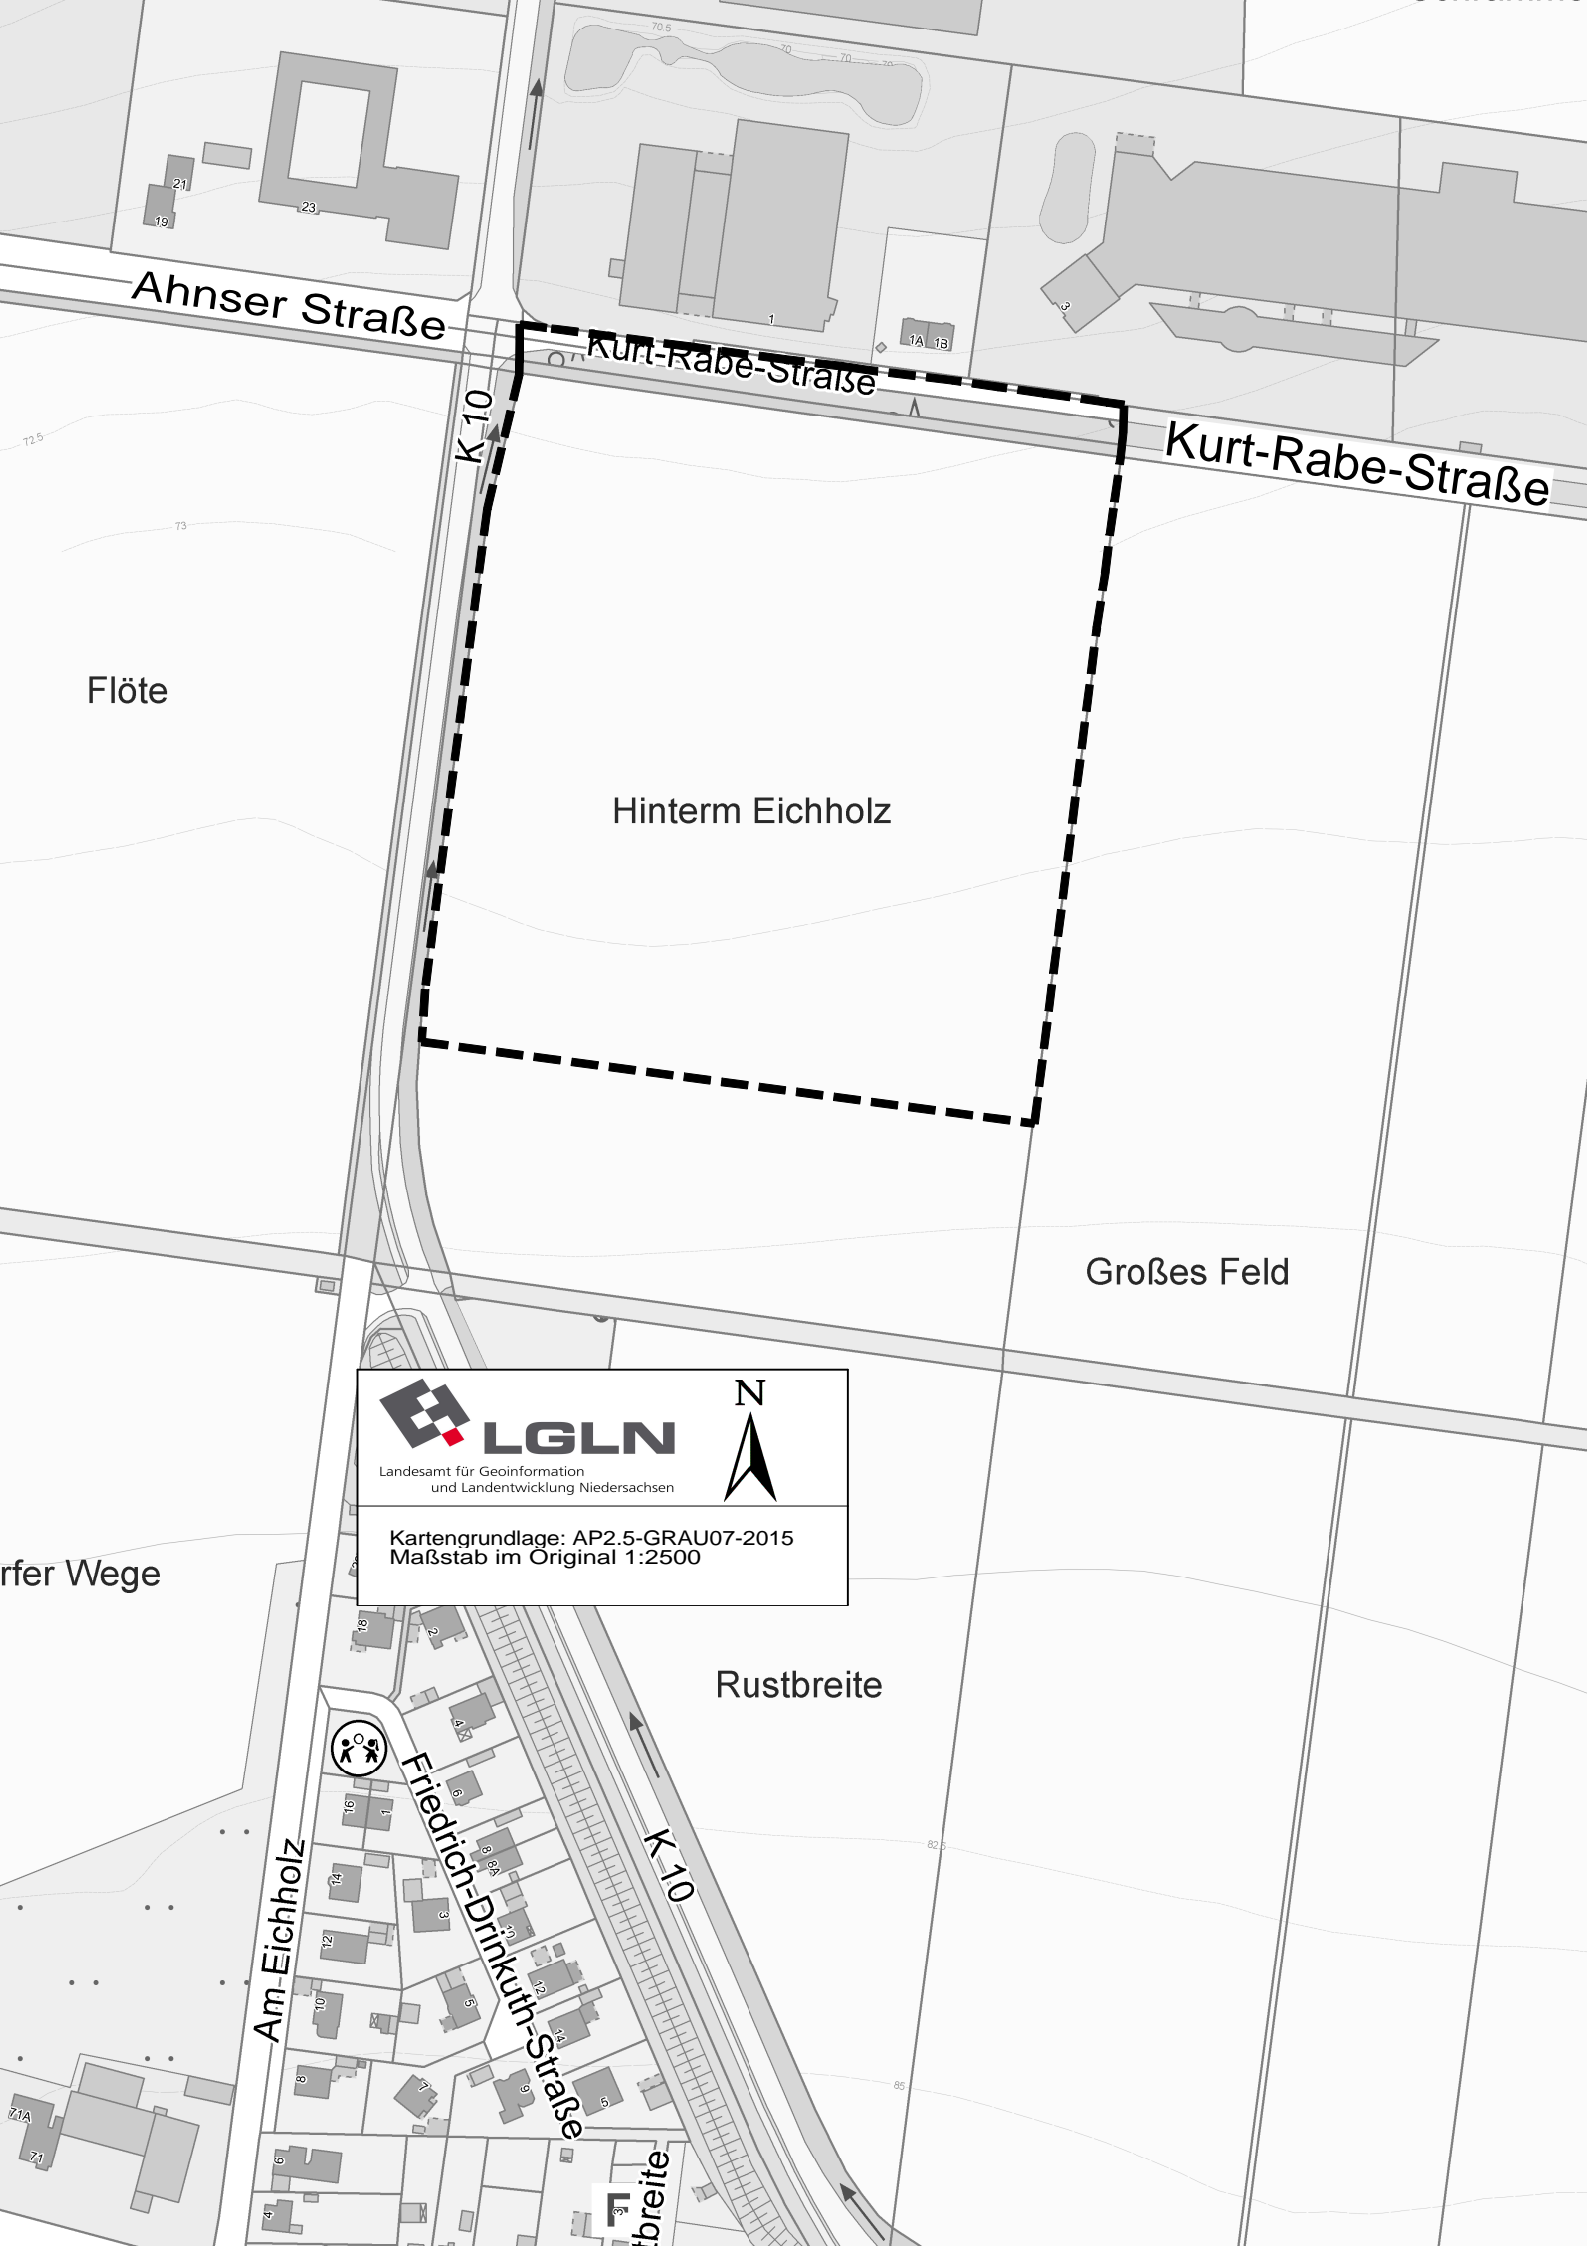 70.5
70
70
70
21
19
23
1
1A
1B
3
Ahnser Straße
Kurt-Rabe-Straße
K 10
Kurt-Rabe-Straße
72.5
73
Flöte
Hinterm Eichholz
Großes Feld
N
LGLN
Landesamt für Geoinformation
und Landentwicklung Niedersachsen
Kartengrundlage: AP2.5-GRAU07-2015
Maßstab im Original 1:2500
rfer Wege
18
2
Rustbreite
4
6
16
1
8
8A
82.5
K 10
14
3
10
12
Friedrich-Drinkuth-Straße
Am Eichholz
12
10
5
14
8
7
9
5
85
71A
71
6
4
3
tbreite